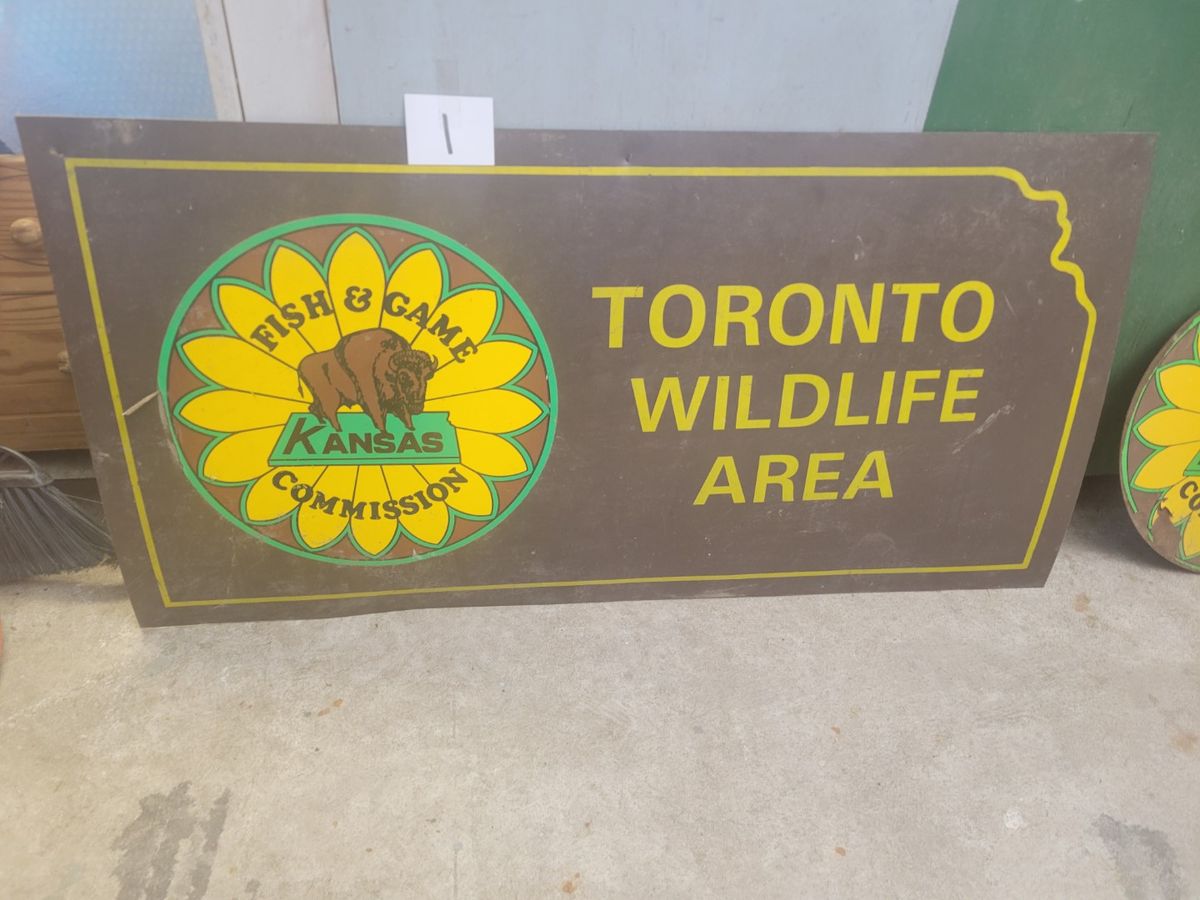 1
FISH & GAME
KANSAS
COMMISSION
TORONTO
WILDLIFE
AREA